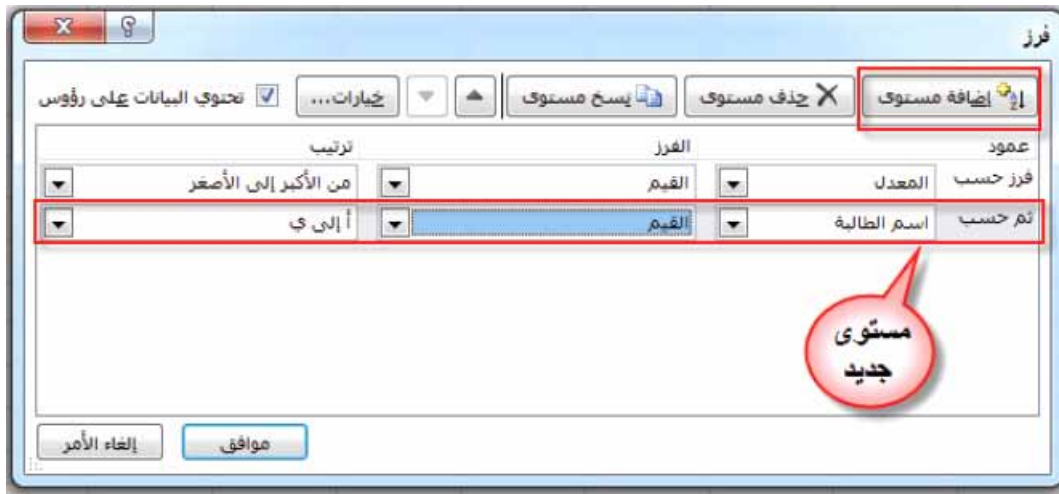 فرز
إضافة مستوى حذف مستوى نسخ مستوى خيارات... تحتوي البيانات على رؤوس
عمود الفرز ترتيب
فرز حسب المعدل القيم من الأكبر إلى الأصغر
ثم حسب اسم الطالبة القيم أ إلى ي
مستوى
جديد
موافق إلغاء الأمر